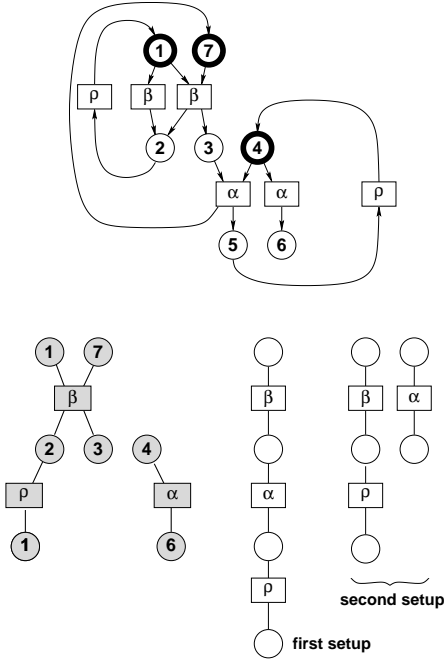 1 7
ρ β β
2 3 4
α α ρ
5 6
1 7
β β β α
2 3 4
ρ α α ρ
1 6
ρ second setup
first setup